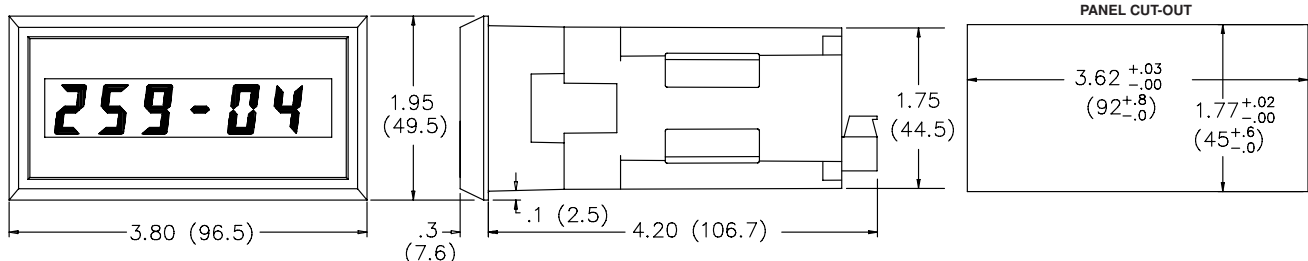 PANEL CUT-OUT
259-04
3.80 (96.5)
1.95
(49.5)
.3
(7.6)
.1 (2.5)
4.20 (106.7)
1.75
(44.5)
3.62 +.03 -.00
(92 +.8 -.0)
1.77 +.02 -.00
(45 +.6 -.0)